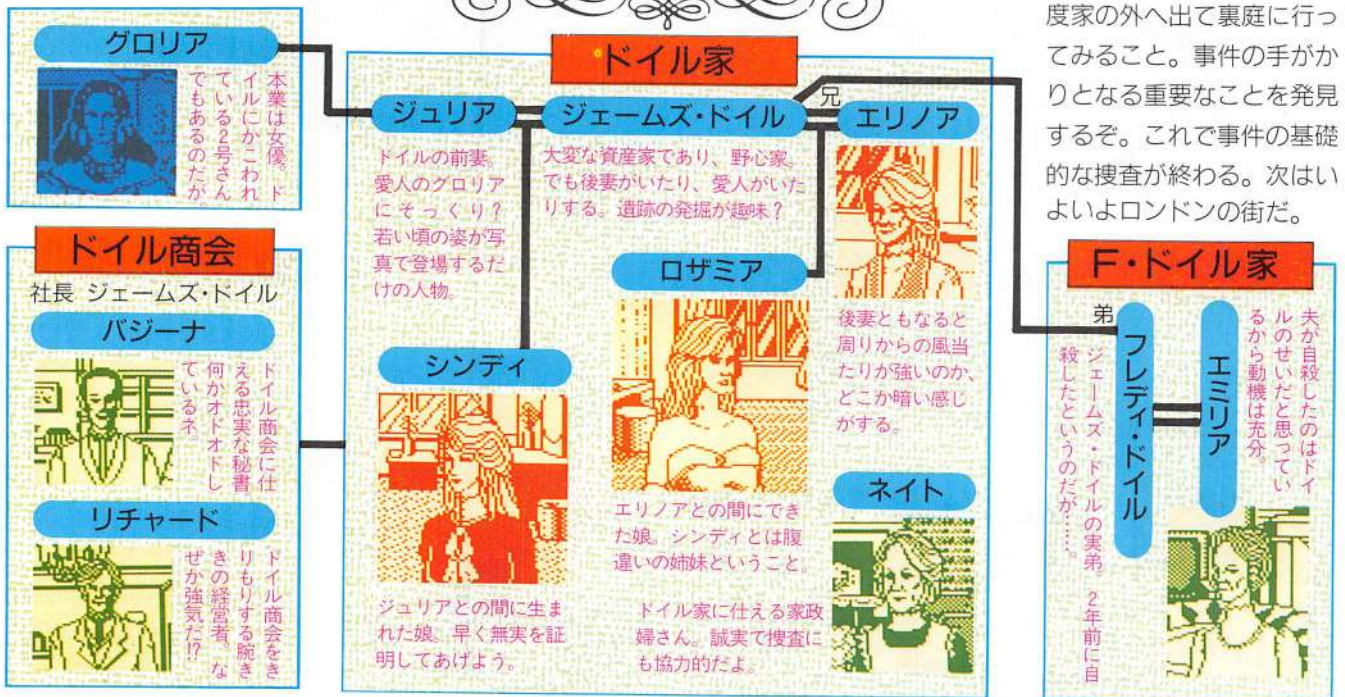 グロリア
本業は女優。ド
イルにかこわれ
ている2号さん
でもあるのだが。
ドイル商会
社長 ジェームズ・ドイル
バジーナ
ドイル商会に仕
える忠実な秘書
何かオドオドし
ているネ。
リチャード
ドイル商会をき
りもりする腕き
きの経営者。な
ぜか強気だ!?
ドイル家
ジュリア
ドイルの前妻。
愛人のグロリア
にそっくり?
若い頃の姿が写
真で登場するだ
けの人物。
ジェームズ・ドイル
兄
大変な資産家であり、野心家。
でも後妻がいたり、愛人がいた
りする。遺跡の発掘が趣味?
エリノア
後妻ともなると
周りからの風当
たりが強いのか、
どこか暗い感じ
がする。
シンディ
ジュリアとの間に生ま
れた娘。早く無実を証
明してあげよう。
ロザミア
エリノアとの間にでき
た娘。シンディとは腹
違いの姉妹ということ。
ネイト
ドイル家に仕える家政
婦さん。誠実で捜査に
も協力的だよ。
度家の外へ出て裏庭に行っ
てみること。事件の手がか
りとなる重要なことを発見
するぞ。これで事件の基礎
的な捜査が終わる。次はい
よいよロンドンの街だ。
F・ドイル家
弟
フレディ・ドイル
ジェームズ・ドイルの実弟。2年前に自
殺したというのだが……。
エミリア
夫が自殺したのはドイ
ルのせいだと思ってい
るから動機は充分。